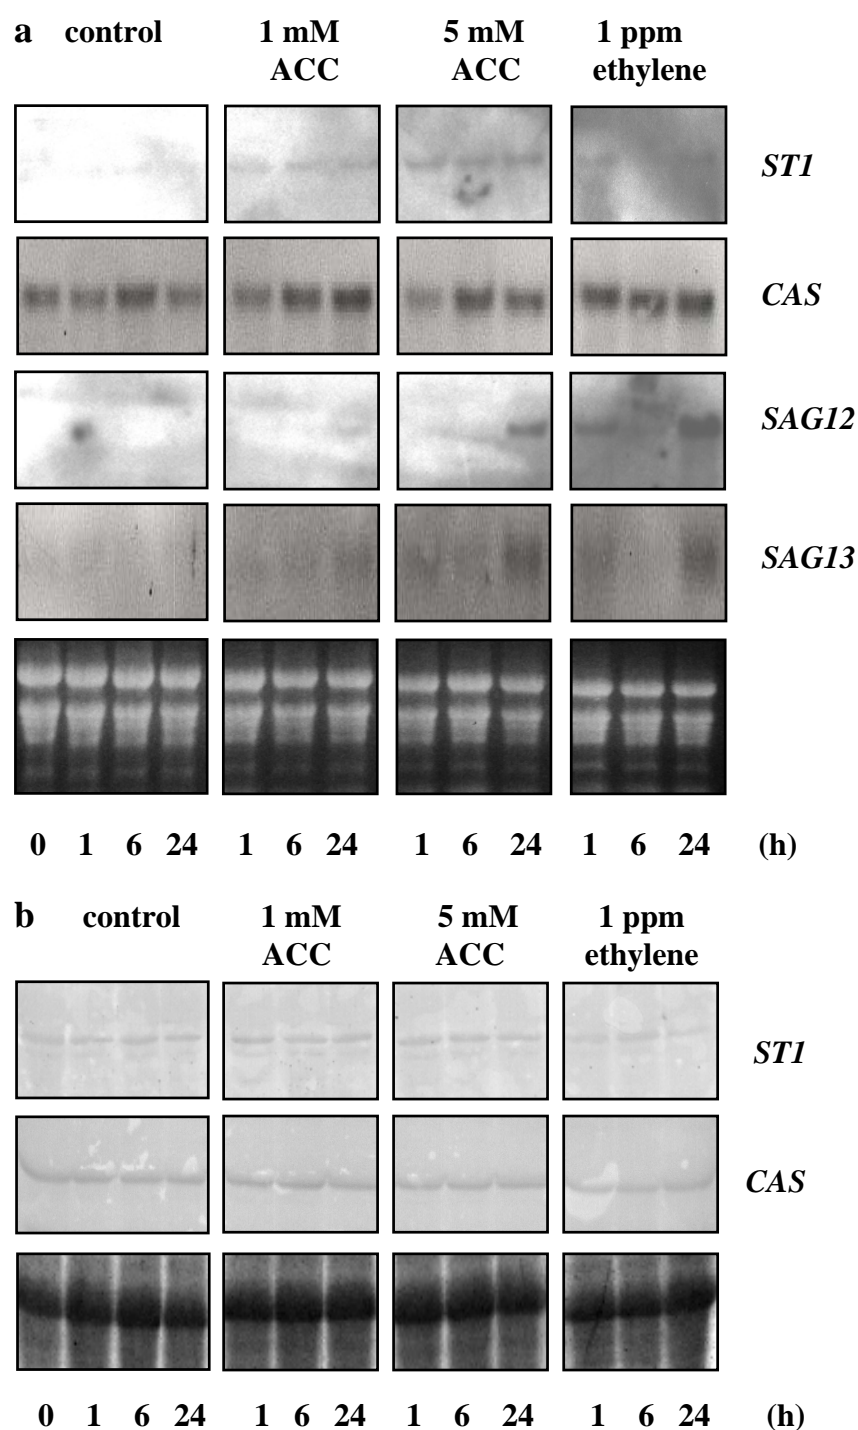 a control 1 mM 5 mM 1 ppm
ACC ACC ethylene
ST1
CAS
SAG12
SAG13
0 1 6 24 1 6 24 1 6 24 1 6 24 (h)
b control 1 mM 5 mM 1 ppm
ACC ACC ethylene
ST1
CAS
0 1 6 24 1 6 24 1 6 24 1 6 24 (h)